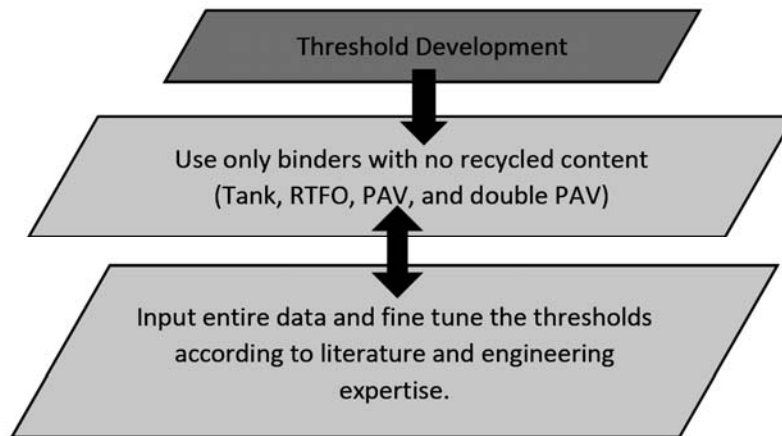 Threshold Development
Use only binders with no recycled content
(Tank, RTFO, PAV, and double PAV)
Input entire data and fine tune the thresholds
according to literature and engineering
expertise.